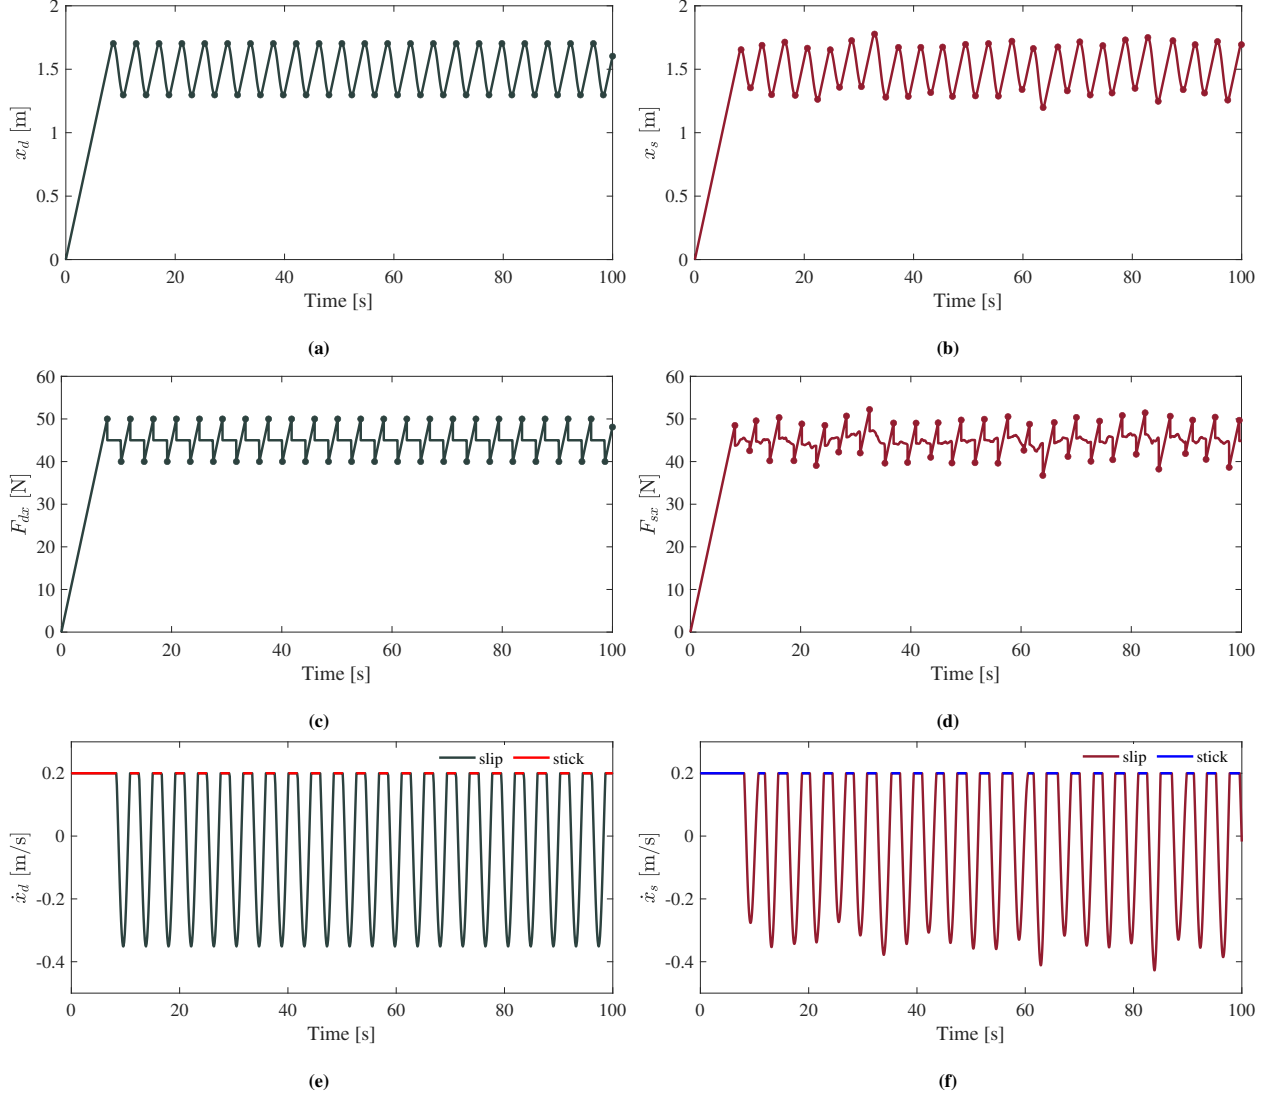 2
1.5
1
0.5
0
x_d [m]
0 20 40 60 80 100
Time [s]
(a)
2
1.5
1
0.5
0
x_s [m]
0 20 40 60 80 100
Time [s]
(b)
60
50
40
30
20
10
0
F_{dx} [N]
0 20 40 60 80 100
Time [s]
(c)
60
50
40
30
20
10
0
F_{sx} [N]
0 20 40 60 80 100
Time [s]
(d)
slip stick
0.2
0
-0.2
-0.4
ẋ_d [m/s]
0 20 40 60 80 100
Time [s]
(e)
slip stick
0.2
0
-0.2
-0.4
ẋ_s [m/s]
0 20 40 60 80 100
Time [s]
(f)